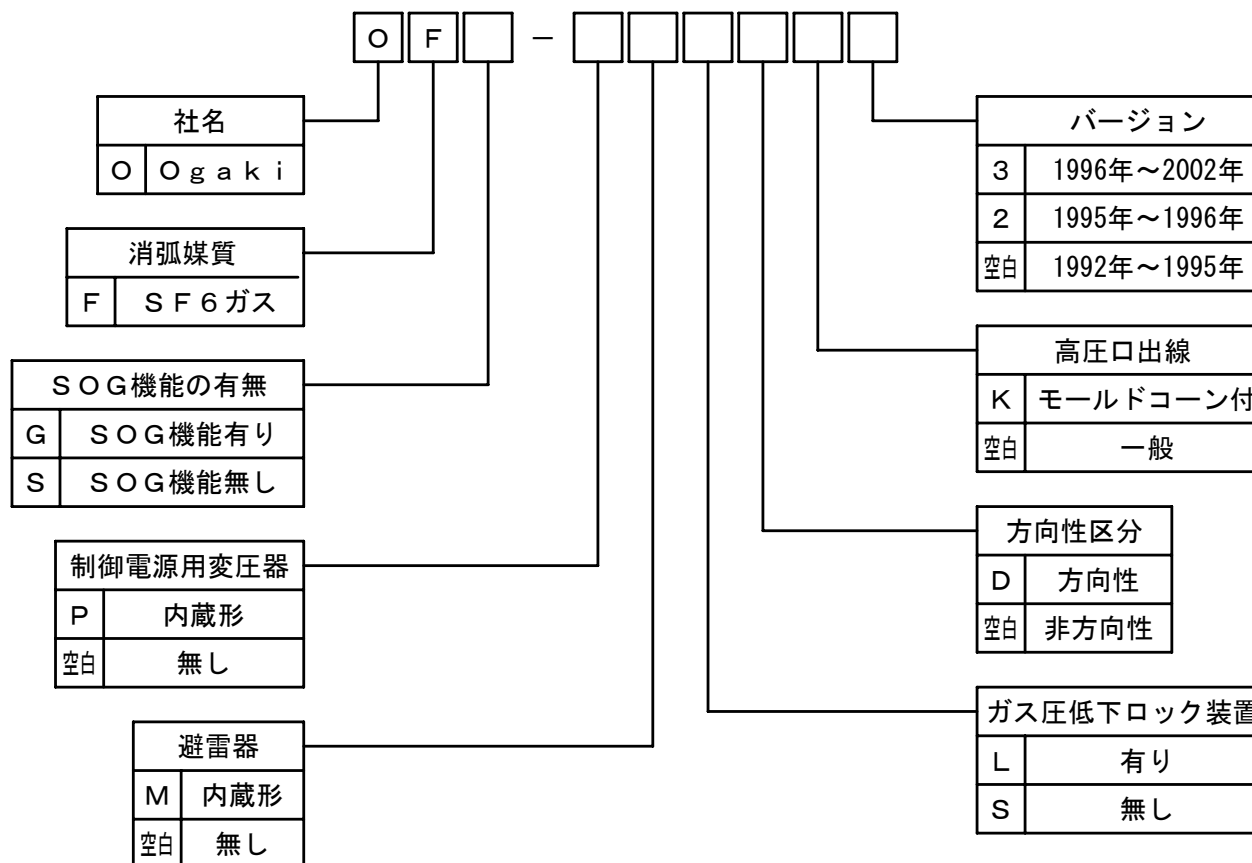 ＯＦ－
社名
Ｏ Ｏｇａｋｉ
消弧媒質
Ｆ ＳＦ６ガス
ＳＯＧ機能の有無
Ｇ ＳＯＧ機能有り
Ｓ ＳＯＧ機能無し
制御電源用変圧器
Ｐ 内蔵形
空白 無し
避雷器
Ｍ 内蔵形
空白 無し
バージョン
３ 1996年～2002年
２ 1995年～1996年
空白 1992年～1995年
高圧口出線
Ｋ モールドコーン付
空白 一般
方向性区分
Ｄ 方向性
空白 非方向性
ガス圧低下ロック装置
Ｌ 有り
Ｓ 無し